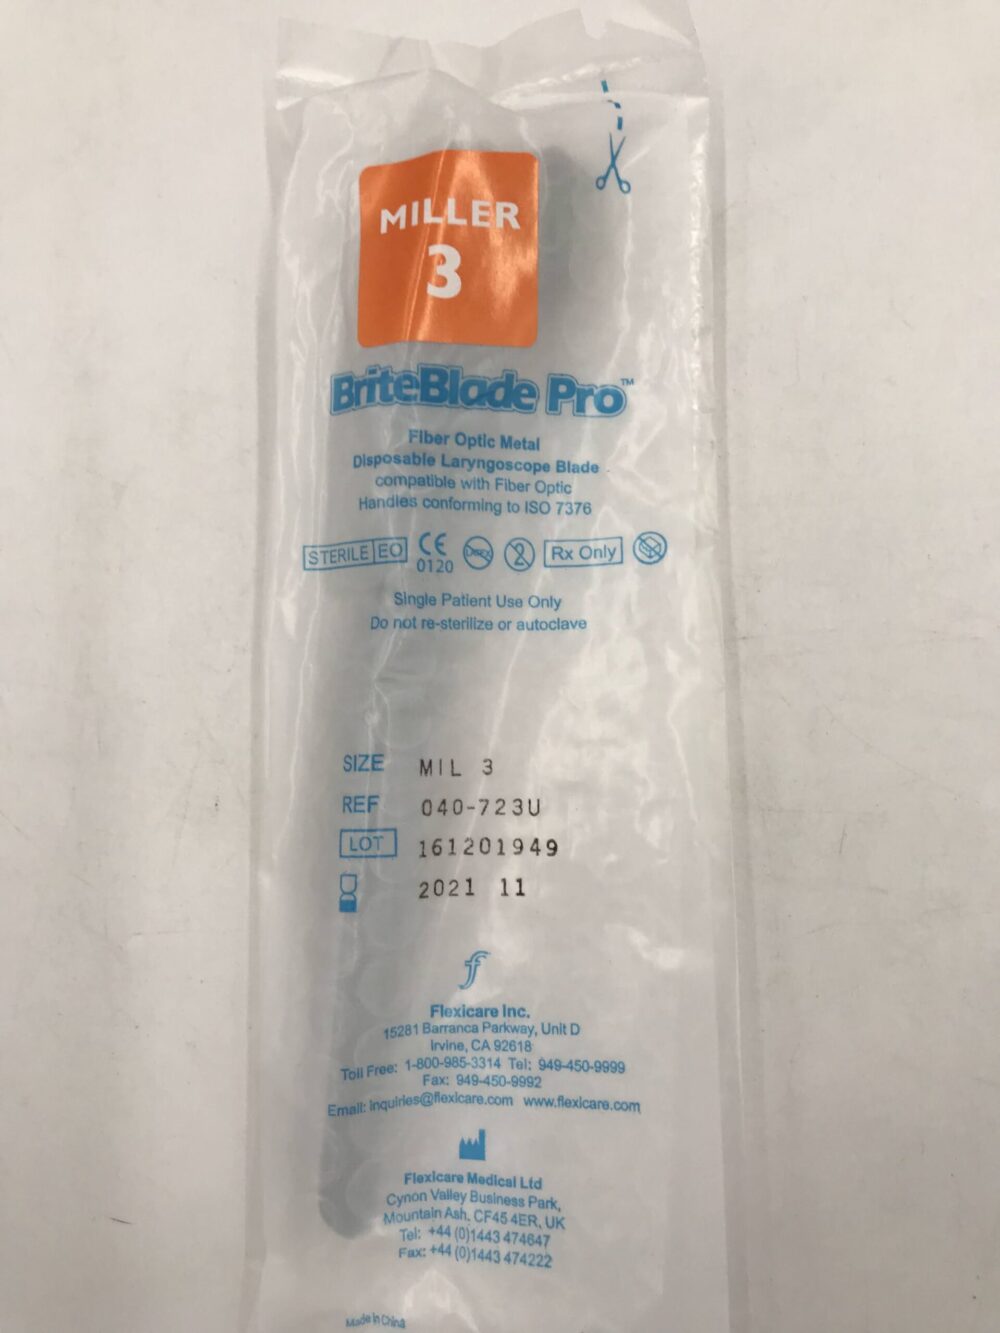 MILLER
3
BriteBlade Pro™
Fiber Optic Metal
Disposable Laryngoscope Blade
compatible with Fiber Optic
Handles conforming to ISO 7376
STERILE EO CE 0120 2 Rx Only
Single Patient Use Only
Do not re-sterilize or autoclave
SIZE MIL 3
REF 040-723U
LOT 161201949
2021 11
f
Flexicare Inc.
15281 Barranca Parkway, Unit D
Irvine, CA 92618
Toll Free: 1-800-985-3314 Tel: 949-450-9999
Fax: 949-450-9992
Email: inquiries@flexicare.com www.flexicare.com
Flexicare Medical Ltd
Cynon Valley Business Park,
Mountain Ash, CF45 4ER, UK
Tel: +44 (0)1443 474647
Fax: +44 (0)1443 474222
Made in China